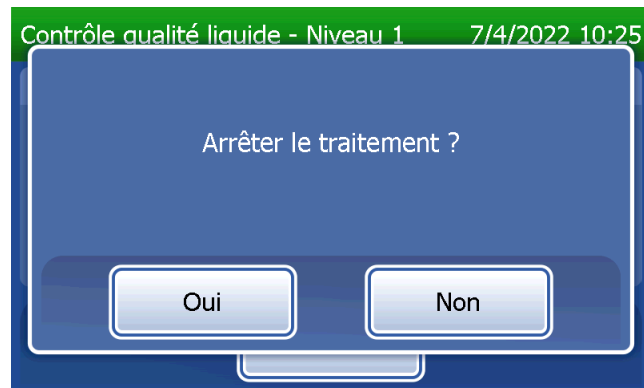 Contrôle qualité liquide - Niveau 1 7/4/2022 10:25
Arrêter le traitement ?
Oui Non